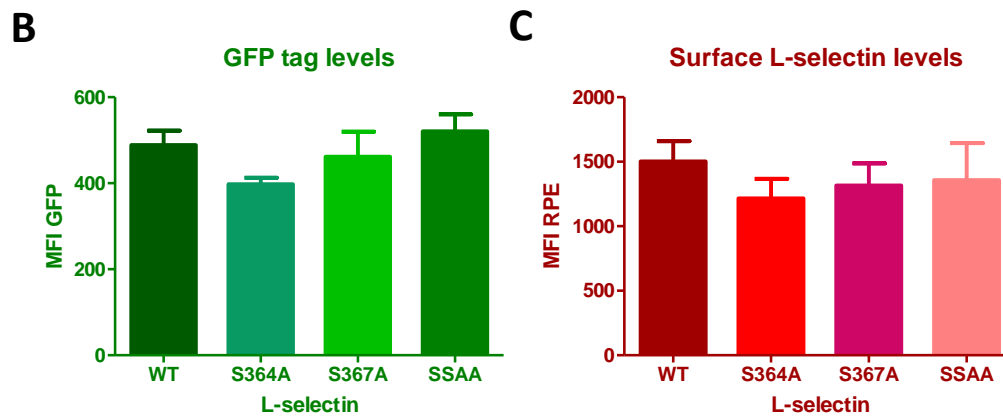 B
GFP tag levels
MFI GFP
600
400
200
0
WT S364A S367A SSAA
L-selectin
C
Surface L-selectin levels
MFI RPE
2000
1500
1000
500
0
WT S364A S367A SSAA
L-selectin